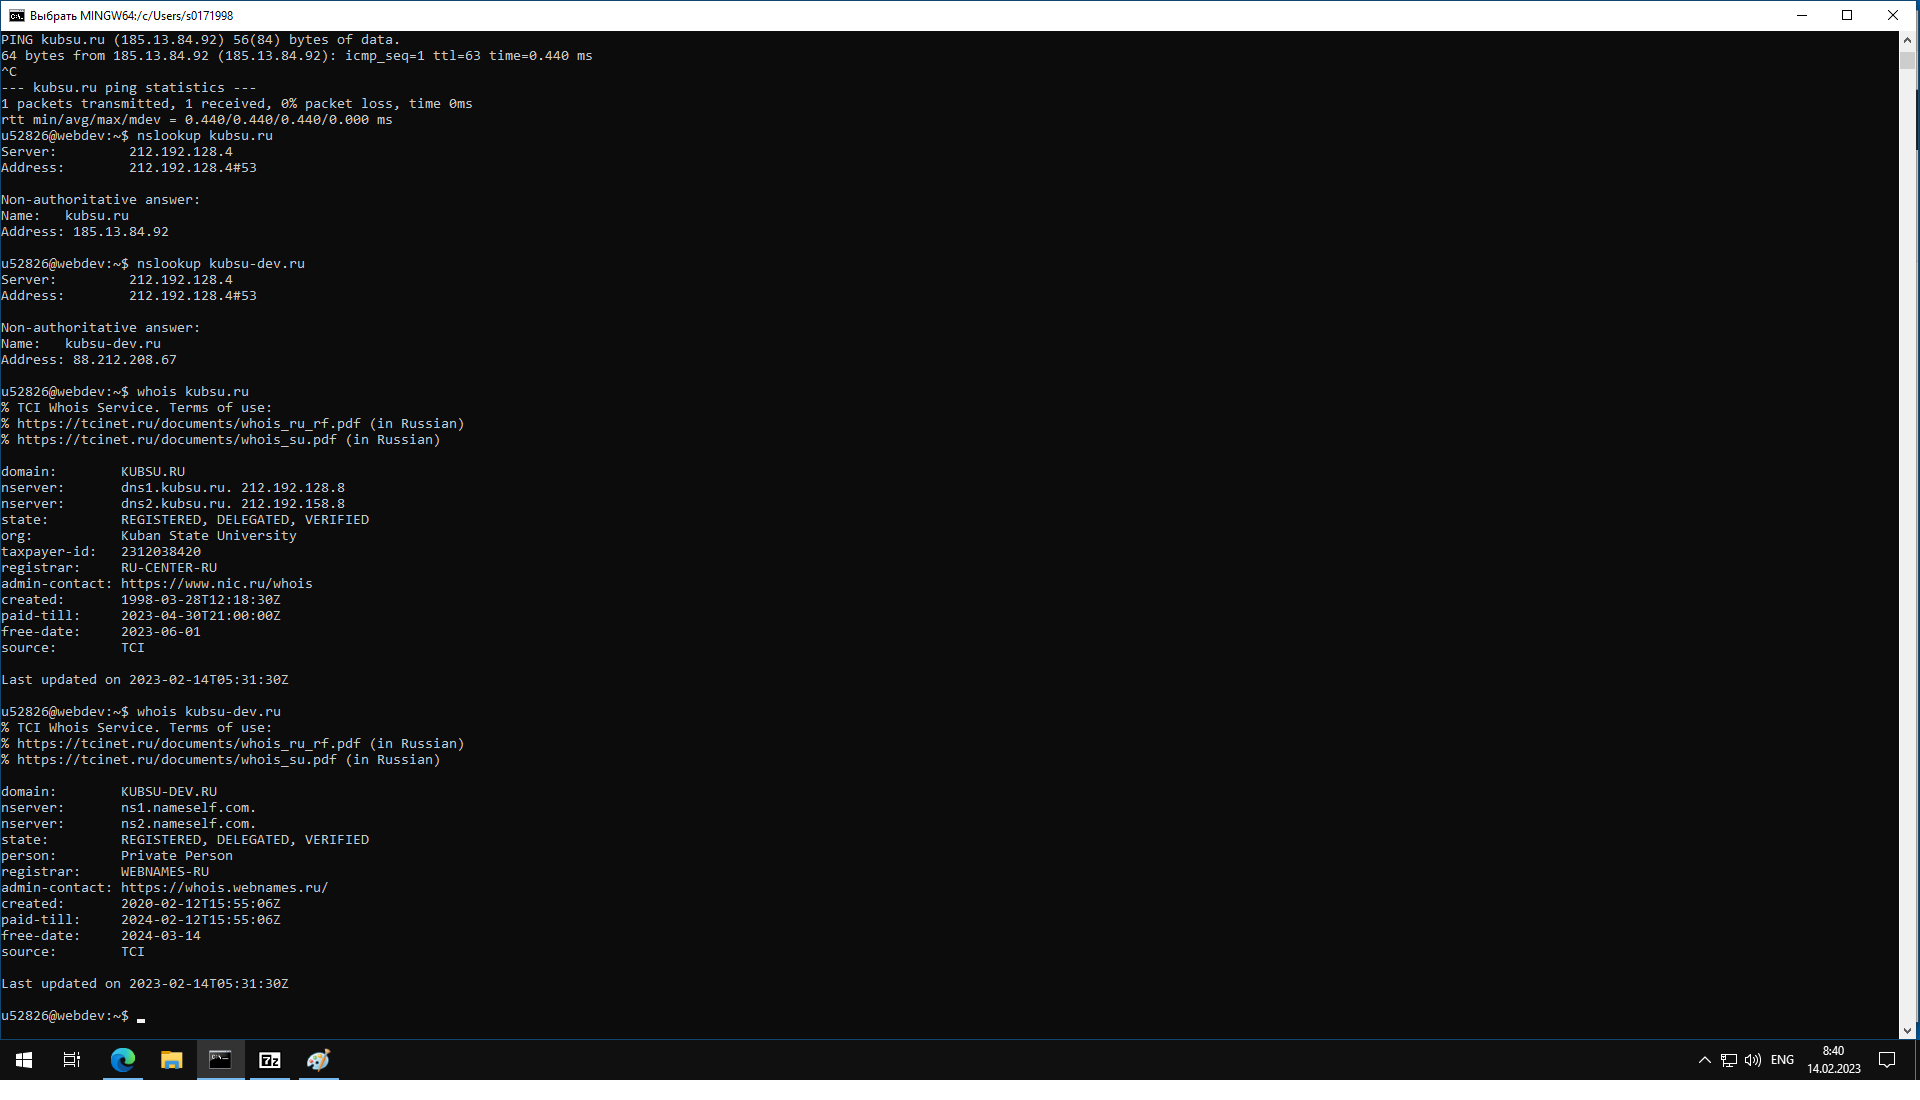 Выбрать MINGW64:/c/Users/s0171998
PING kubsu.ru (185.13.84.92) 56(84) bytes of data.
64 bytes from 185.13.84.92 (185.13.84.92): icmp_seq=1 ttl=63 time=0.440 ms
^C
--- kubsu.ru ping statistics ---
1 packets transmitted, 1 received, 0% packet loss, time 0ms
rtt min/avg/max/mdev = 0.440/0.440/0.440/0.000 ms
u52826@webdev:~$ nslookup kubsu.ru
Server:         212.192.128.4
Address:        212.192.128.4#53

Non-authoritative answer:
Name:   kubsu.ru
Address: 185.13.84.92

u52826@webdev:~$ nslookup kubsu-dev.ru
Server:         212.192.128.4
Address:        212.192.128.4#53

Non-authoritative answer:
Name:   kubsu-dev.ru
Address: 88.212.208.67

u52826@webdev:~$ whois kubsu.ru
% TCI Whois Service. Terms of use:
% https://tcinet.ru/documents/whois_ru_rf.pdf (in Russian)
% https://tcinet.ru/documents/whois_su.pdf (in Russian)

domain:        KUBSU.RU
nserver:       dns1.kubsu.ru. 212.192.128.8
nserver:       dns2.kubsu.ru. 212.192.158.8
state:         REGISTERED, DELEGATED, VERIFIED
org:           Kuban State University
taxpayer-id:   2312038420
registrar:     RU-CENTER-RU
admin-contact: https://www.nic.ru/whois
created:       1998-03-28T12:18:30Z
paid-till:     2023-04-30T21:00:00Z
free-date:     2023-06-01
source:        TCI

Last updated on 2023-02-14T05:31:30Z

u52826@webdev:~$ whois kubsu-dev.ru
% TCI Whois Service. Terms of use:
% https://tcinet.ru/documents/whois_ru_rf.pdf (in Russian)
% https://tcinet.ru/documents/whois_su.pdf (in Russian)

domain:        KUBSU-DEV.RU
nserver:       ns1.nameself.com.
nserver:       ns2.nameself.com.
state:         REGISTERED, DELEGATED, VERIFIED
person:        Private Person
registrar:     WEBNAMES-RU
admin-contact: https://whois.webnames.ru/
created:       2020-02-12T15:55:06Z
paid-till:     2024-02-12T15:55:06Z
free-date:     2024-03-14
source:        TCI

Last updated on 2023-02-14T05:31:30Z

u52826@webdev:~$
7z
ENG
8:40
14.02.2023